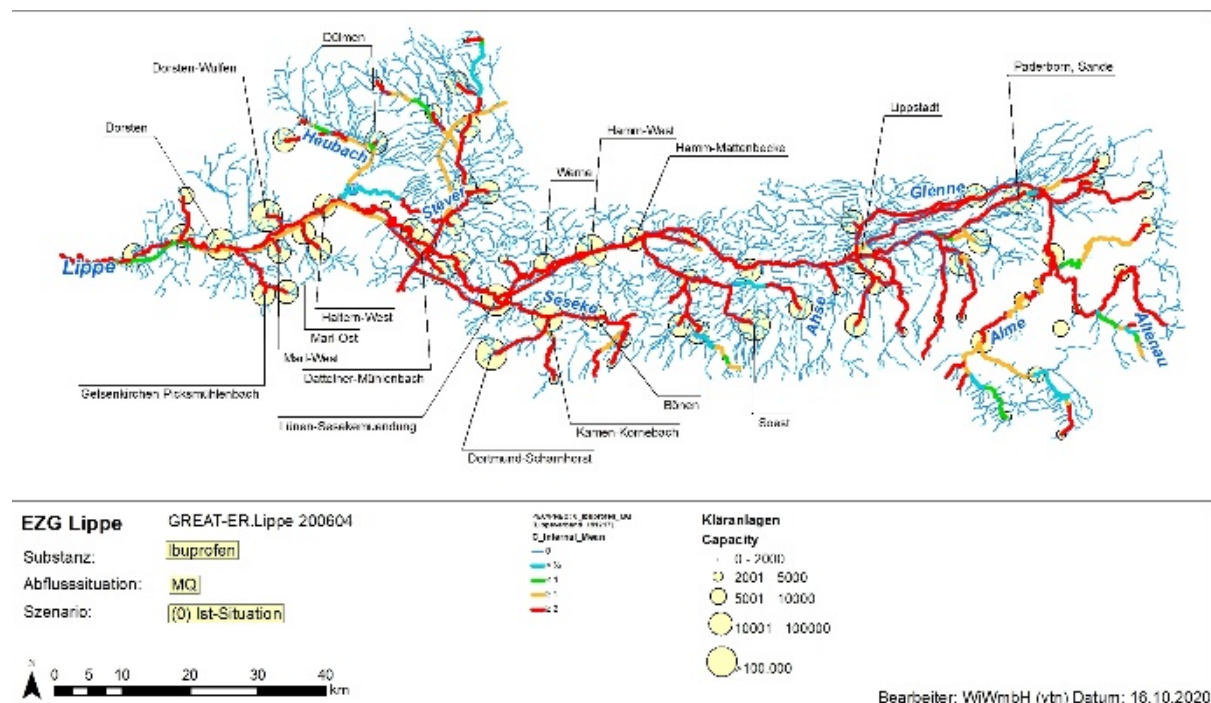 Dülmen
Dorsten-Wulfen
Paderborn, Sande
Dorsten
Lippstadt
Hamm-West
Hamm-Mattenbecke
Heubach
Werne
Glenne
Stever
Lippe
Seseke
Ahse
Haltern-West
Alme
Altenau
Marl Ost
Marl-West
Dattelner-Mühlenbach
Gelsenkirchen Picksmühlenbach
Bönen
Lünen-Sesekemuendung
Kamen-Körnebach
Soest
Dortmund-Scharnhorst
EZG Lippe
GREAT-ER.Lippe 200604
Substanz:
Ibuprofen
Abflusssituation:
MQ
Szenario:
(0) Ist-Situation
C_Internal_Mean
0
Kläranlagen
Capacity
0 - 2000
2001 5000
5001 10000
10001 100000
>100.000
N
0 5 10 20 30 40
km
Bearbeiter: WiWmbH (vtn) Datum: 16.10.2020